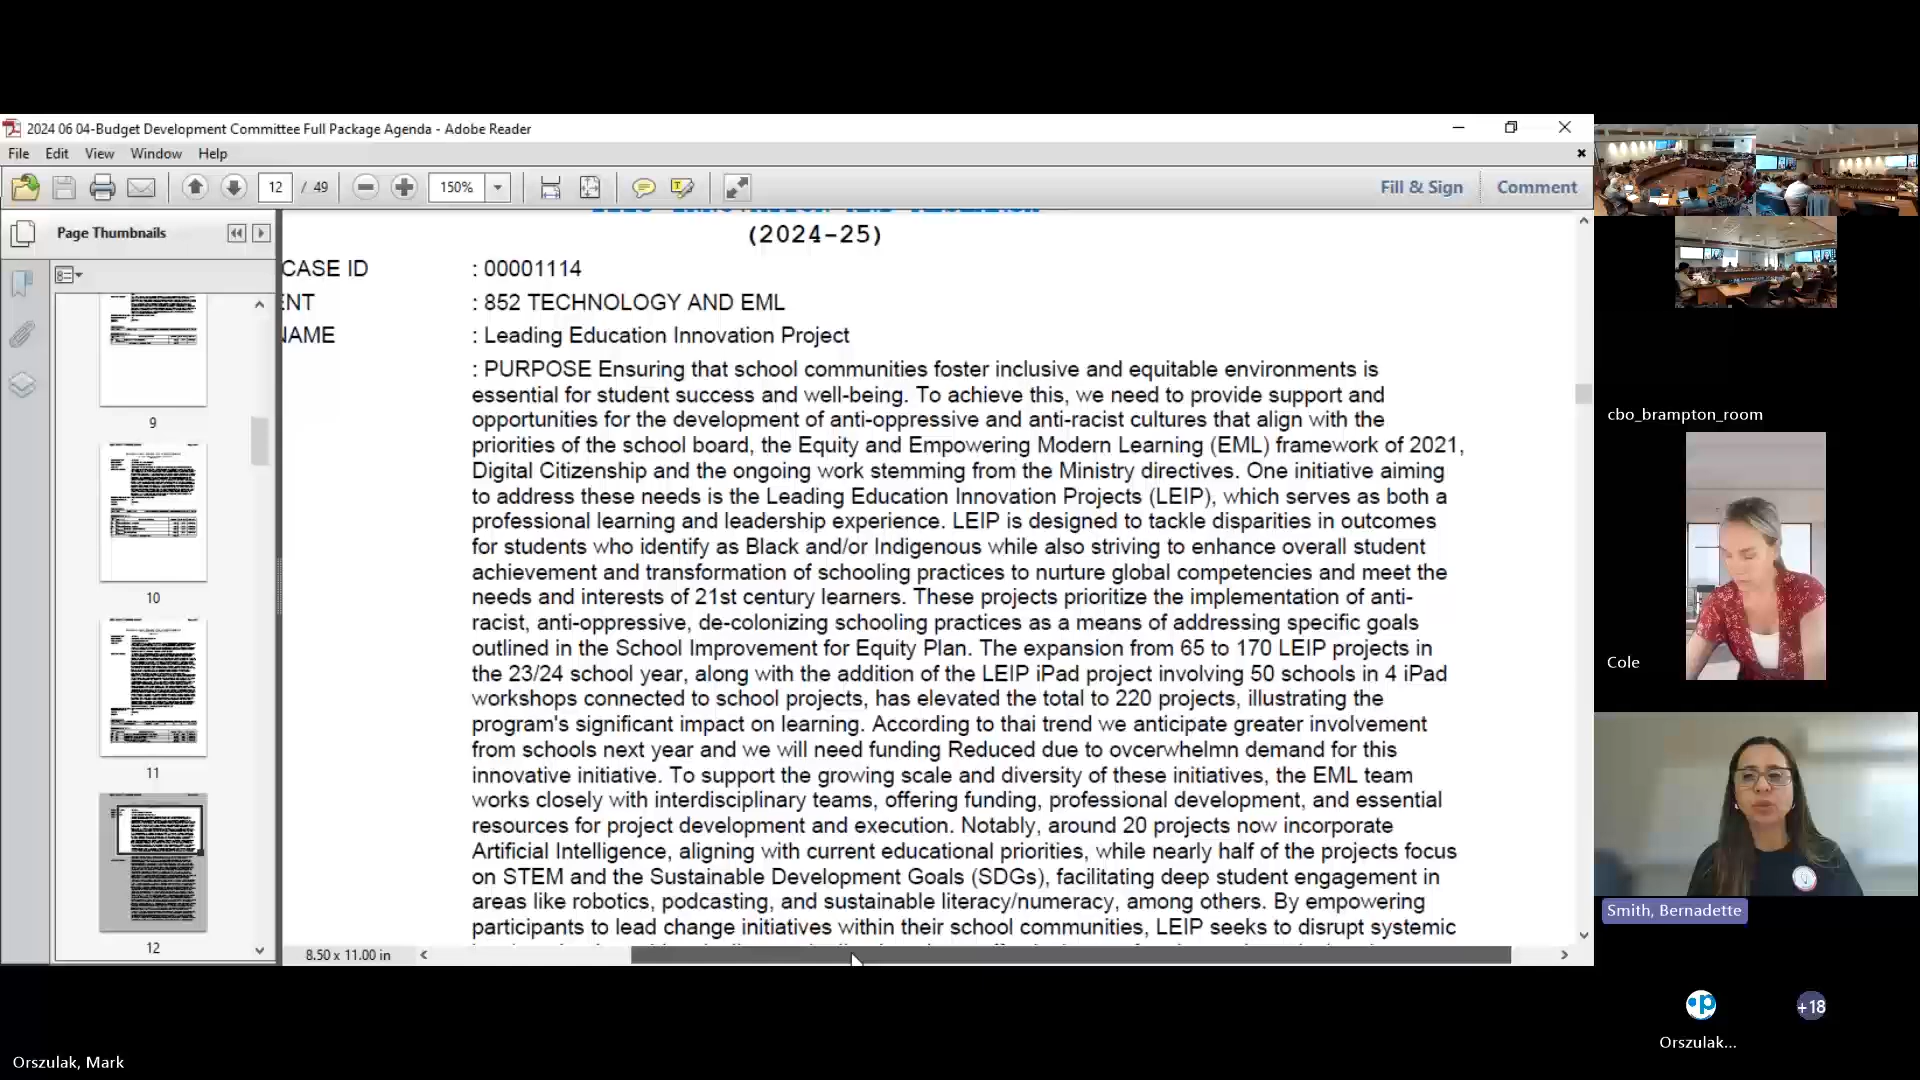 2024 06 04-Budget Development Committee Full Package Agenda - Adobe Reader
File Edit View Window Help
12 / 49 150% Fill & Sign Comment
Page Thumbnails
9
10
11
12
(2024-25)
CASE ID : 00001114
ENT : 852 TECHNOLOGY AND EML
NAME : Leading Education Innovation Project
: PURPOSE Ensuring that school communities foster inclusive and equitable environments is
essential for student success and well-being. To achieve this, we need to provide support and
opportunities for the development of anti-oppressive and anti-racist cultures that align with the
priorities of the school board, the Equity and Empowering Modern Learning (EML) framework of 2021,
Digital Citizenship and the ongoing work stemming from the Ministry directives. One initiative aiming
to address these needs is the Leading Education Innovation Projects (LEIP), which serves as both a
professional learning and leadership experience. LEIP is designed to tackle disparities in outcomes
for students who identify as Black and/or Indigenous while also striving to enhance overall student
achievement and transformation of schooling practices to nurture global competencies and meet the
needs and interests of 21st century learners. These projects prioritize the implementation of anti-
racist, anti-oppressive, de-colonizing schooling practices as a means of addressing specific goals
outlined in the School Improvement for Equity Plan. The expansion from 65 to 170 LEIP projects in
the 23/24 school year, along with the addition of the LEIP iPad project involving 50 schools in 4 iPad
workshops connected to school projects, has elevated the total to 220 projects, illustrating the
program's significant impact on learning. According to thai trend we anticipate greater involvement
from schools next year and we will need funding Reduced due to ovcerwhelmn demand for this
innovative initiative. To support the growing scale and diversity of these initiatives, the EML team
works closely with interdisciplinary teams, offering funding, professional development, and essential
resources for project development and execution. Notably, around 20 projects now incorporate
Artificial Intelligence, aligning with current educational priorities, while nearly half of the projects focus
on STEM and the Sustainable Development Goals (SDGs), facilitating deep student engagement in
areas like robotics, podcasting, and sustainable literacy/numeracy, among others. By empowering
participants to lead change initiatives within their school communities, LEIP seeks to disrupt systemic
8.50 x 11.00 in
cbo_brampton_room
Cole
Smith, Bernadette
p
+18
Orszulak...
Orszulak, Mark